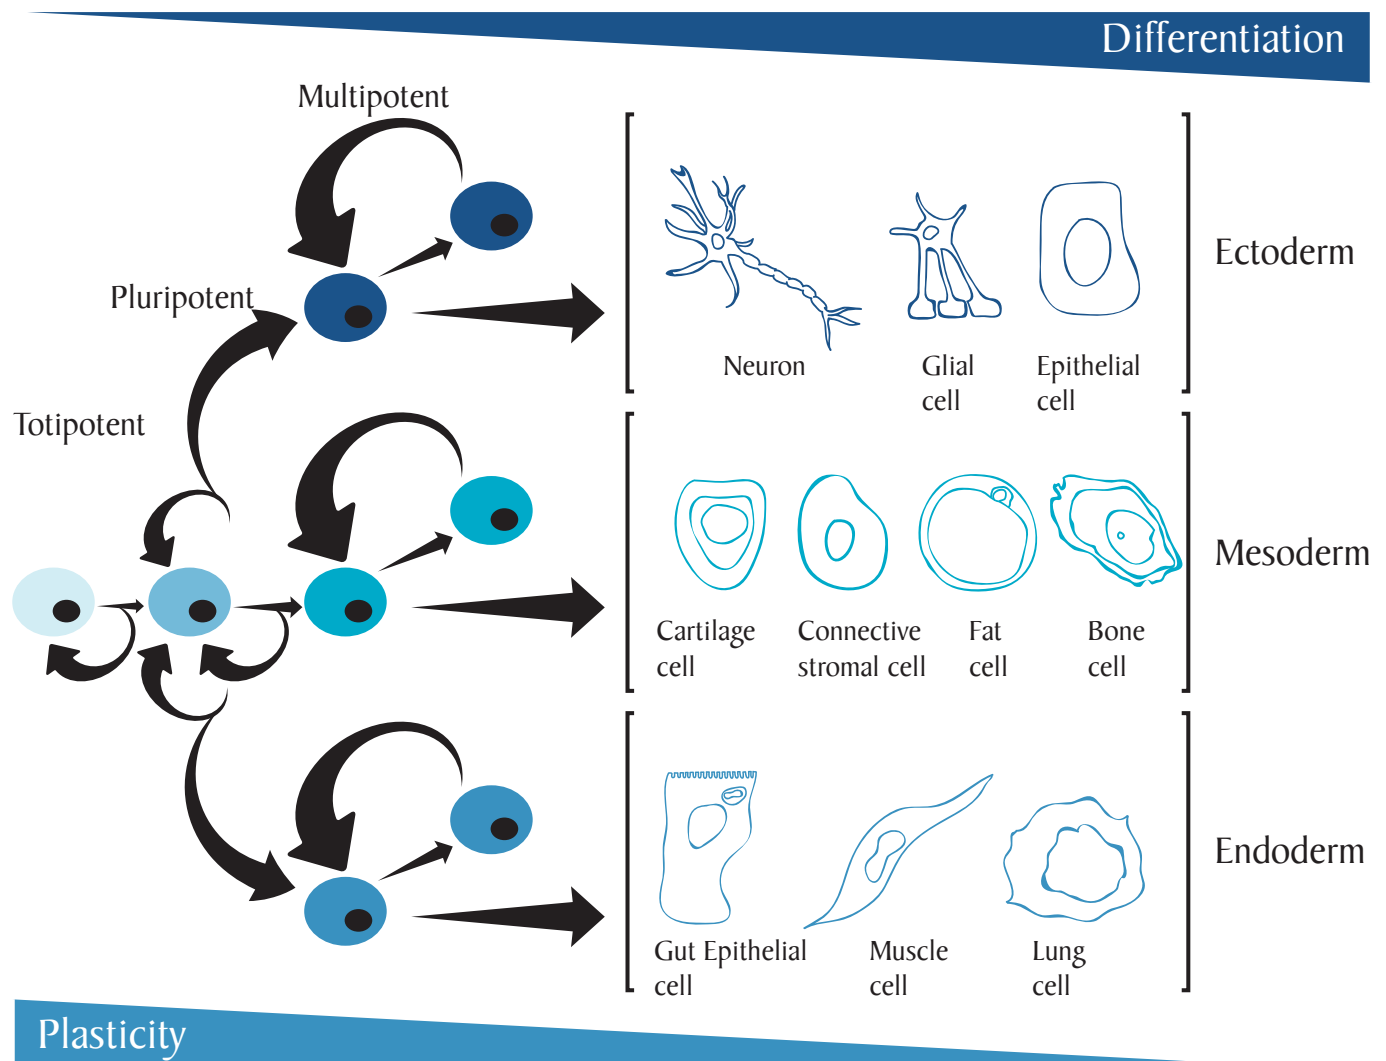 Differentiation
Multipotent
Pluripotent
Totipotent
Neuron
Glial
cell
Epithelial
cell
Ectoderm
Cartilage
cell
Connective
stromal cell
Fat
cell
Bone
cell
Mesoderm
Gut Epithelial
cell
Muscle
cell
Lung
cell
Endoderm
Plasticity